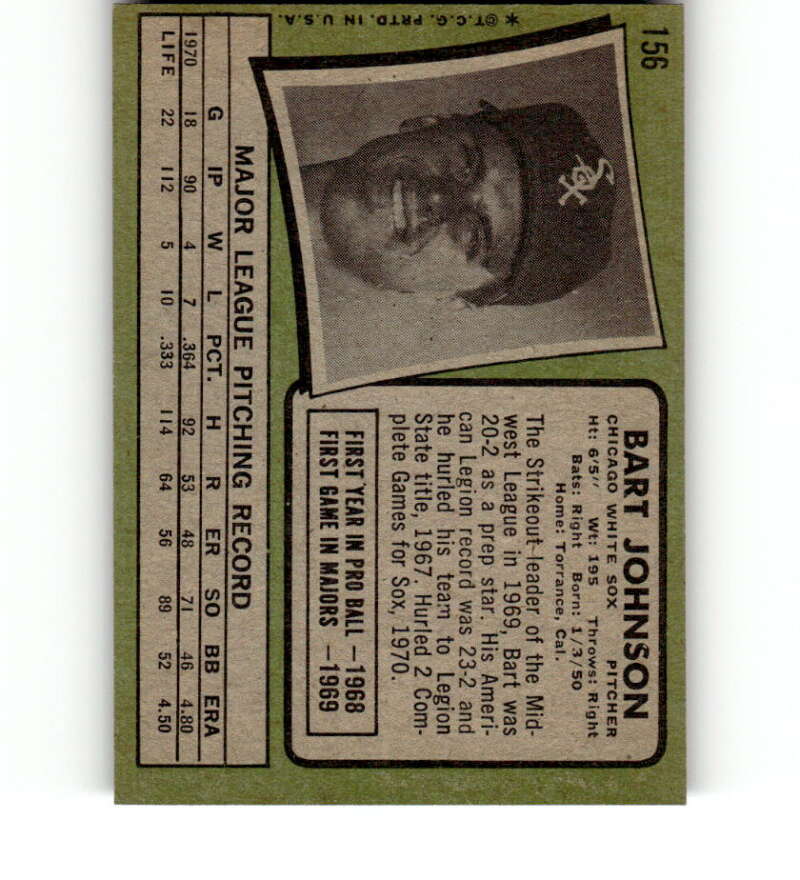 156
BART JOHNSON
CHICAGO WHITE SOX PITCHER
Ht: 6'5" Wt: 195 Throws: Right
Bats: Right Born: 1/3/50
Home: Torrance, Cal.
The Strikeout leader of the Mid-
west League in 1969, Bart was
20-2 as a prep star. His Ameri-
can Legion record was 23-2 and
he hurled his team to Legion
State title, 1967. Hurled 2 Com-
plete Games for Sox, 1970.
FIRST YEAR IN PRO BALL —1968
FIRST GAME IN MAJORS —1969
SOX
MAJOR LEAGUE PITCHING RECORD
G IP W L PCT. H R ER SO BB ERA
1970 18 90 4 7 .364 92 53 48 71 46 4.80
LIFE 22 112 5 10 .333 114 64 56 89 52 4.50
*©T.C.G. PRTD. IN U.S.A.